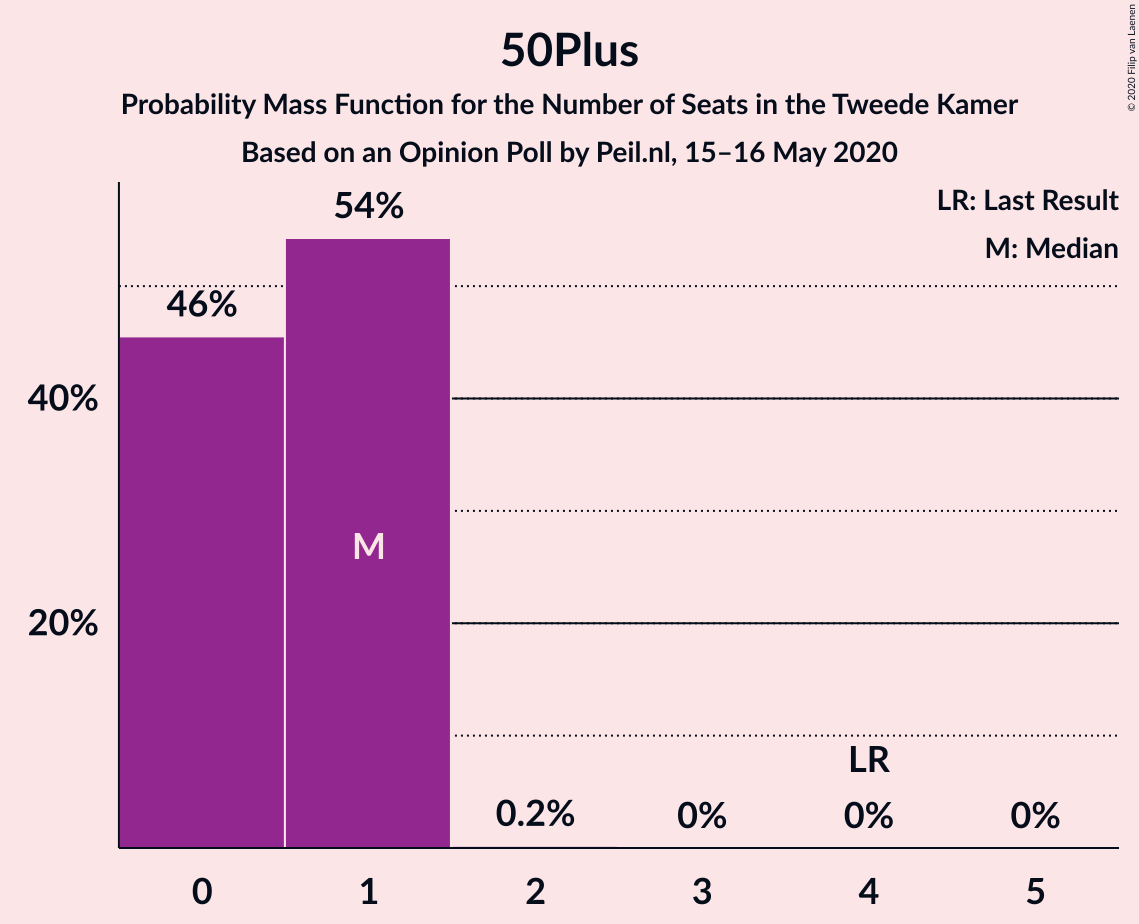 50Plus
Probability Mass Function for the Number of Seats in the Tweede Kamer
Based on an Opinion Poll by Peil.nl, 15–16 May 2020
© 2020 Filip van Laenen
LR: Last Result
M: Median
54%
46%
40%
M
20%
LR
0.2%
0%
0%
0%
0
1
2
3
4
5